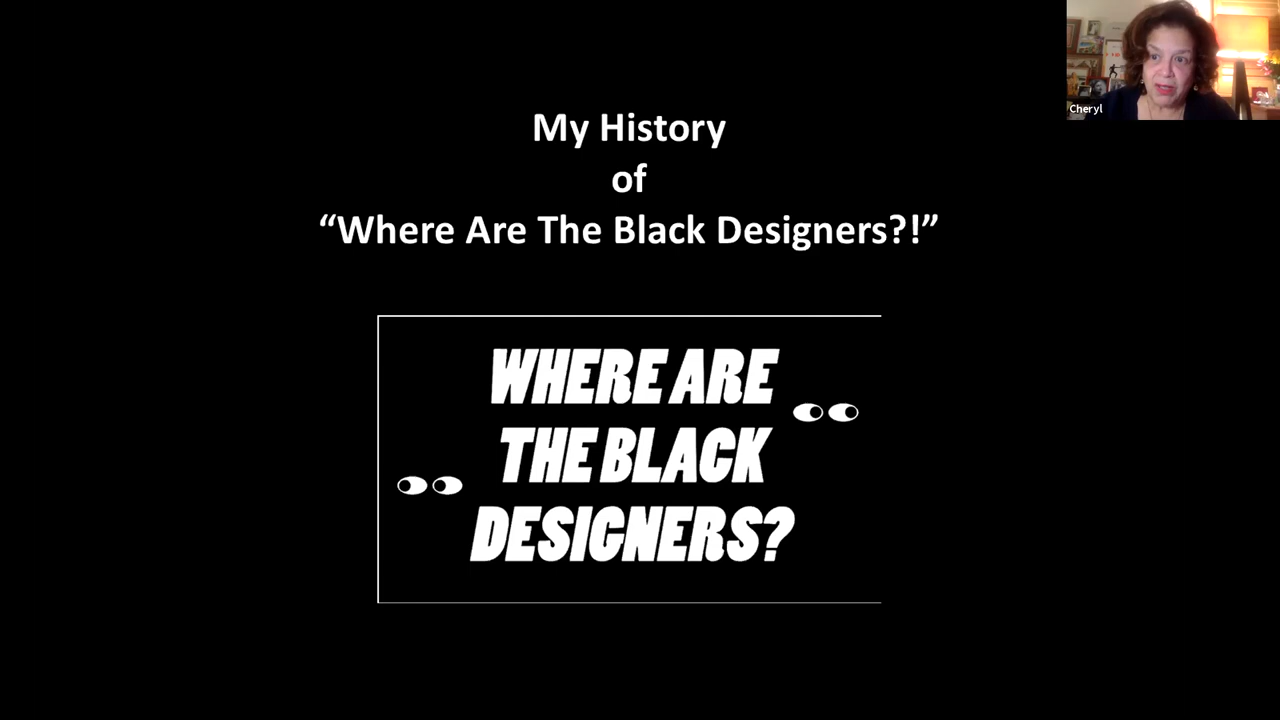 My History
of
“Where Are The Black Designers?!”
WHERE ARE
THE BLACK
DESIGNERS?
Cheryl